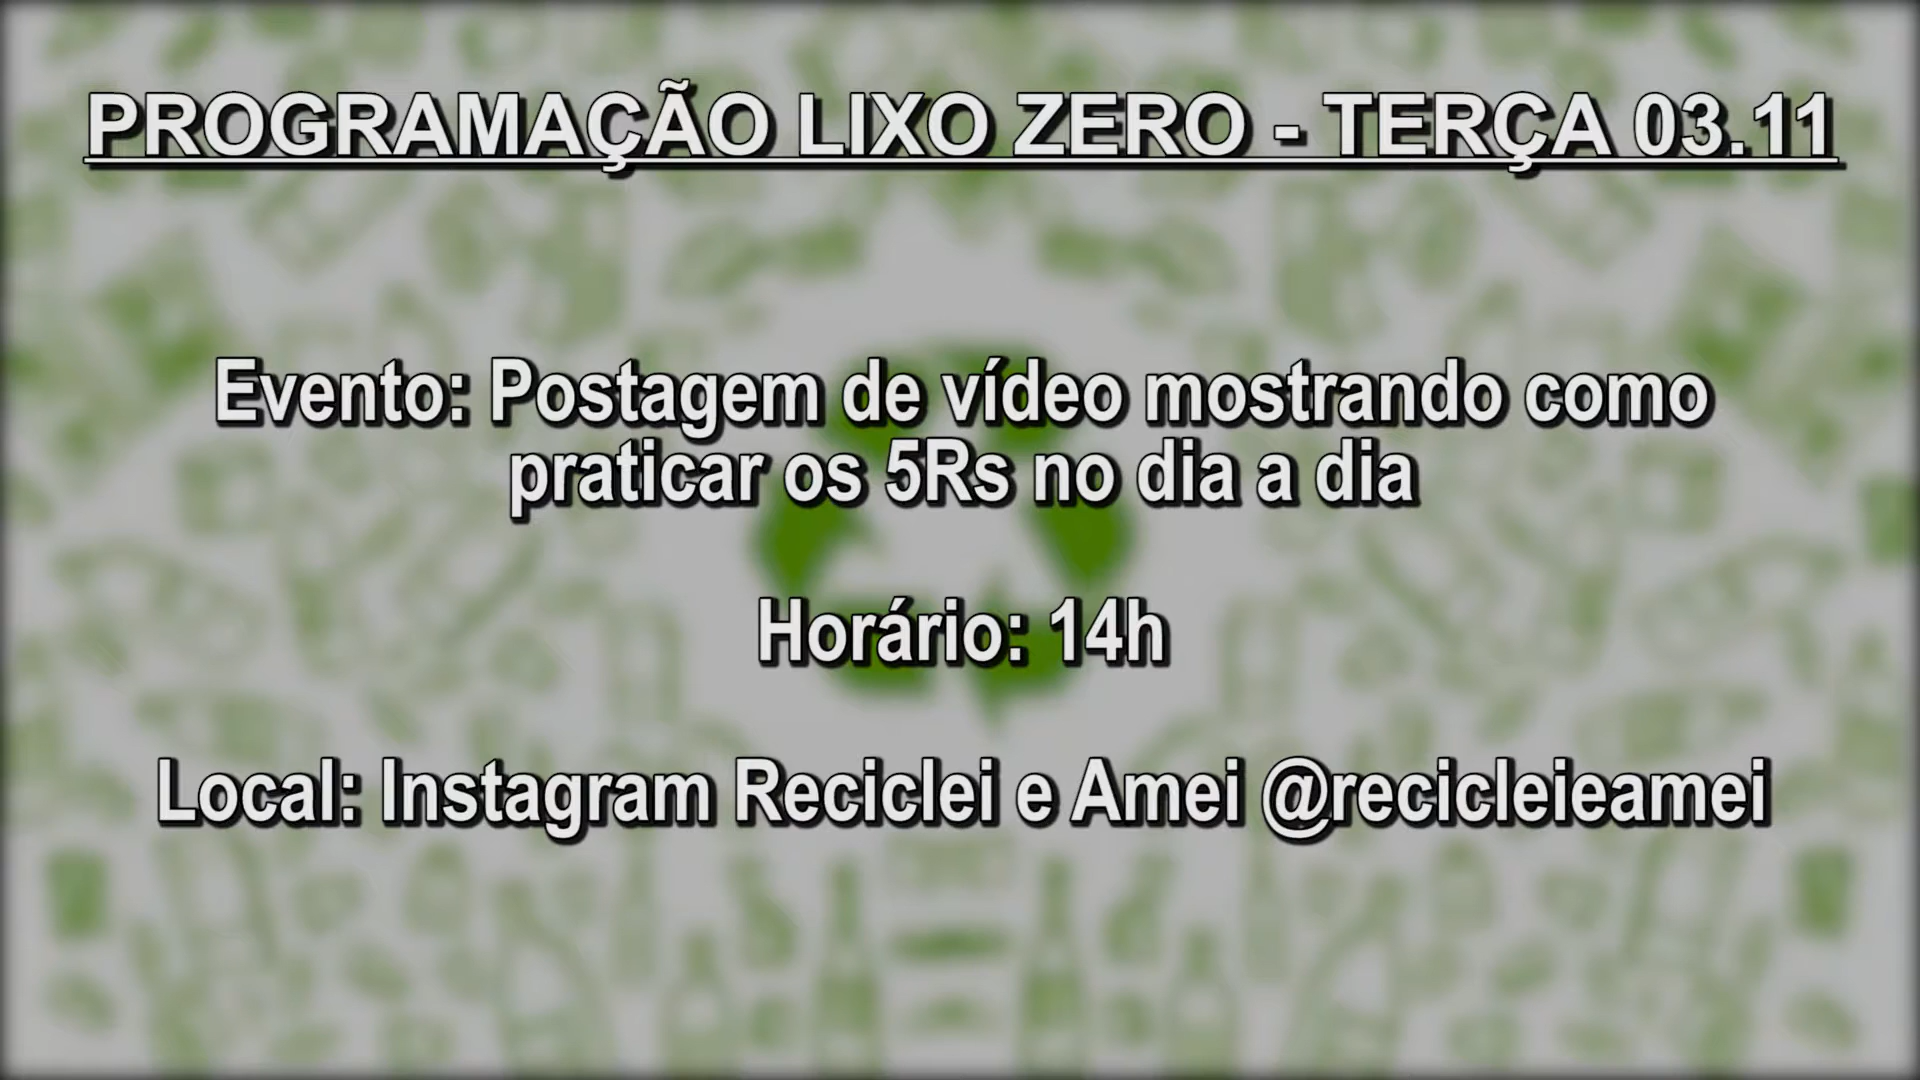 PROGRAMAÇÃO LIXO ZERO - TERÇA 03.11
Evento: Postagem de vídeo mostrando como
praticar os 5Rs no dia a dia
Horário: 14h
Local: Instagram Reciclei e Amei @recicleieamei